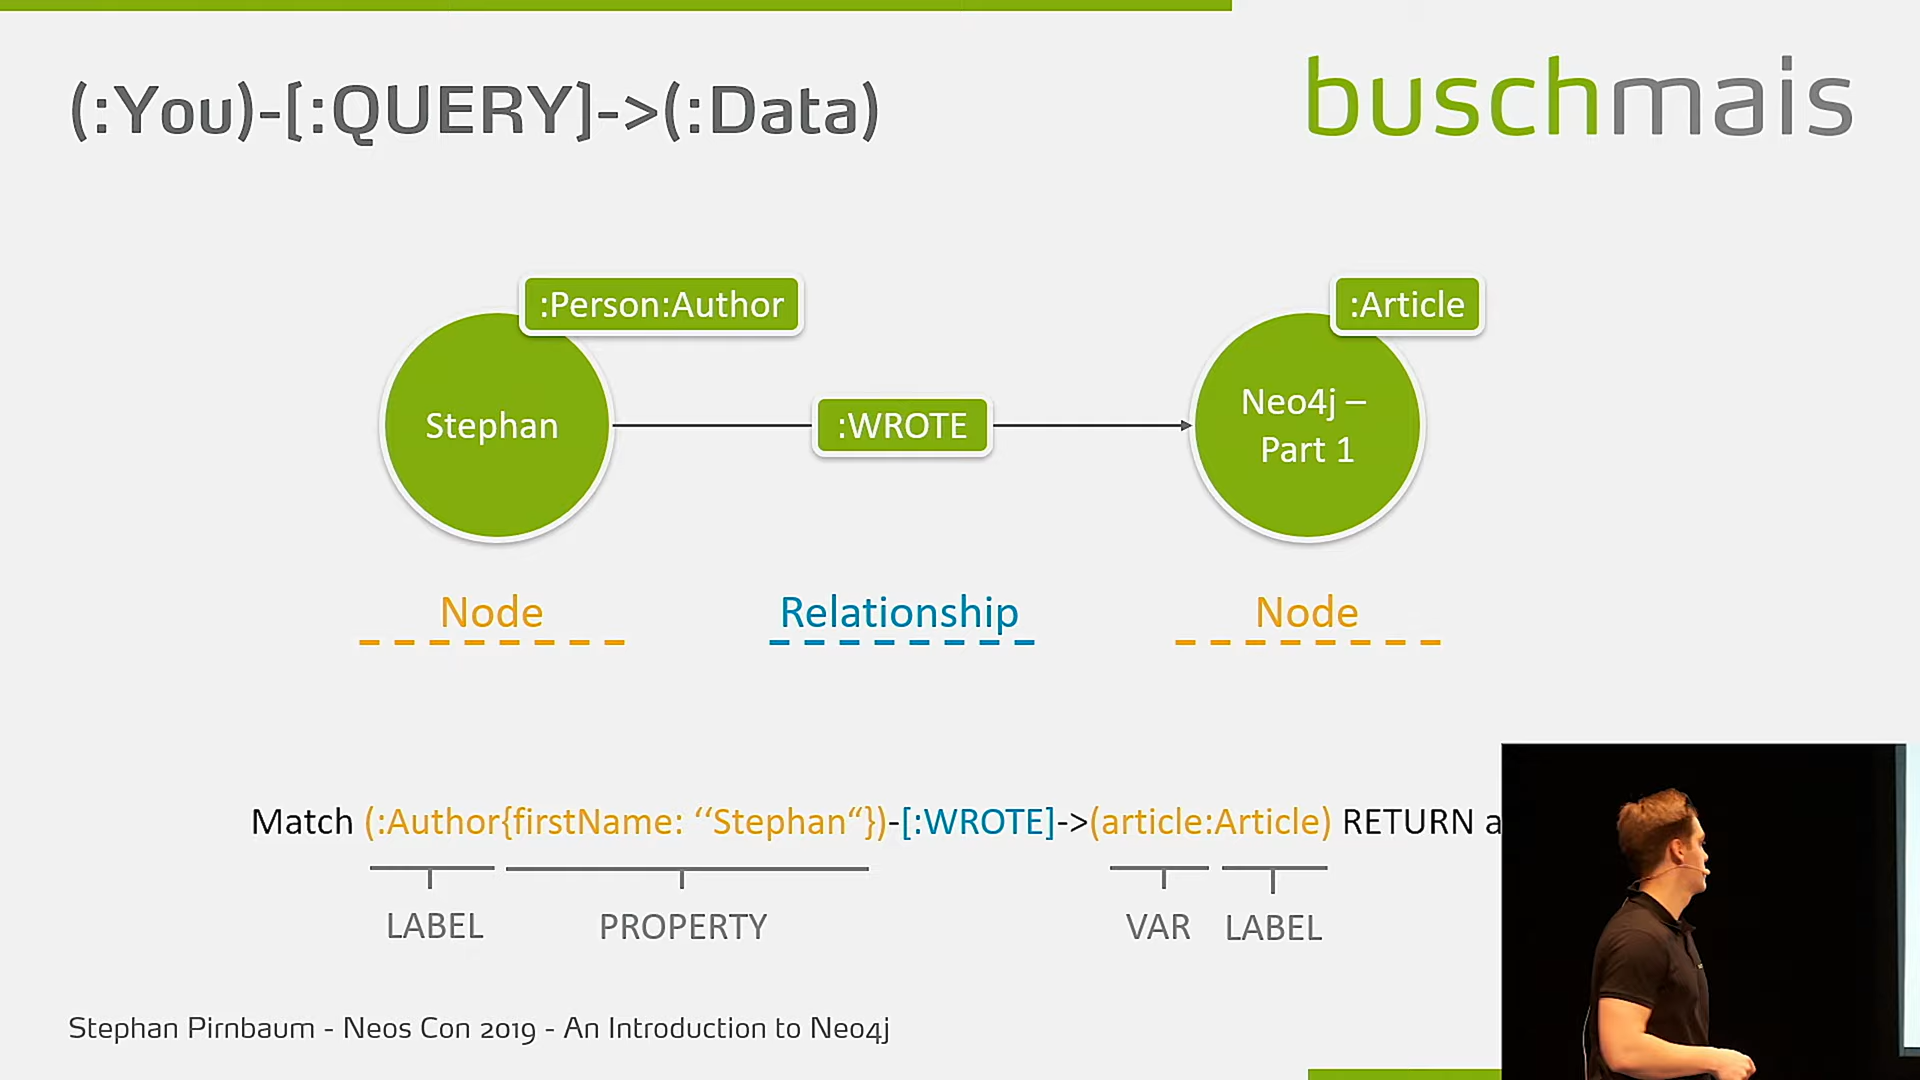 (:You)-[:QUERY]->(:Data)
buschmais
:Person:Author
:Article
Stephan
:WROTE
Neo4j –
Part 1
Node
Relationship
Node
Match (:Author{firstName: ‘‘Stephan“})-[:WROTE]->(article:Article) RETURN a
LABEL
PROPERTY
VAR
LABEL
Stephan Pirnbaum - Neos Con 2019 - An Introduction to Neo4j